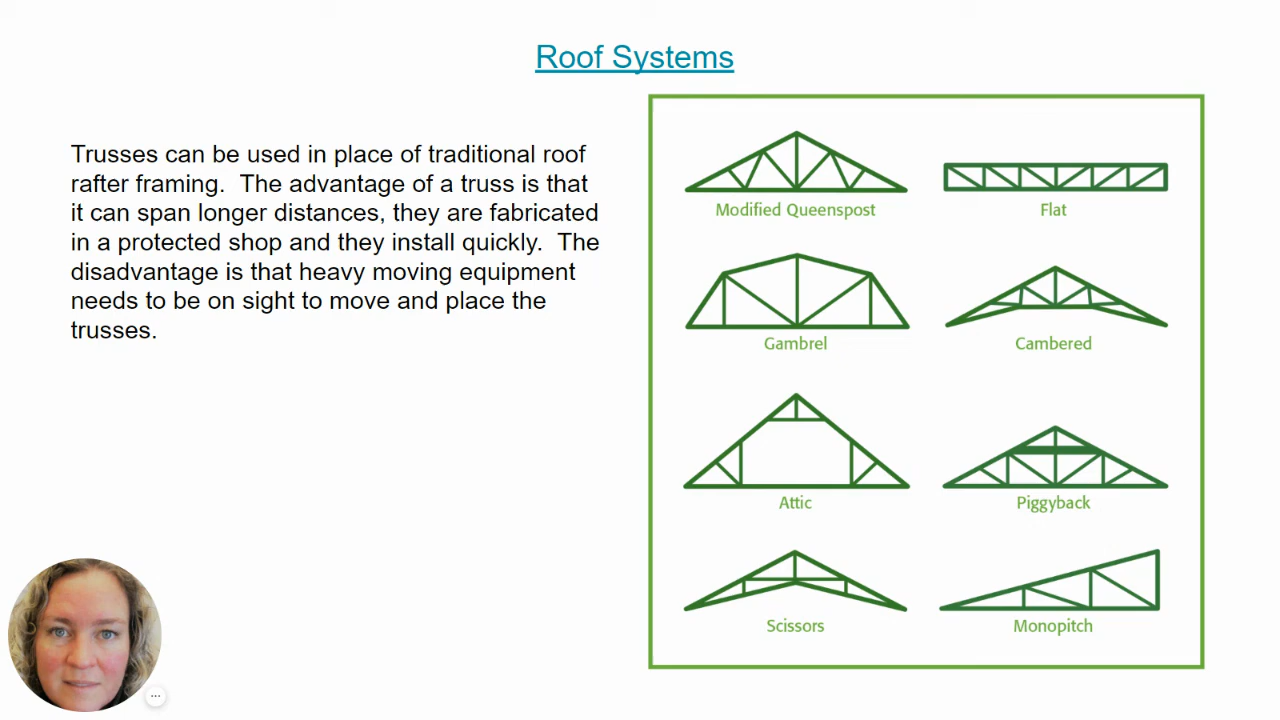 Roof Systems
Trusses can be used in place of traditional roof
rafter framing.  The advantage of a truss is that
it can span longer distances, they are fabricated
in a protected shop and they install quickly.  The
disadvantage is that heavy moving equipment
needs to be on sight to move and place the
trusses.
Modified Queenspost
Flat
Gambrel
Cambered
Attic
Piggyback
Scissors
Monopitch